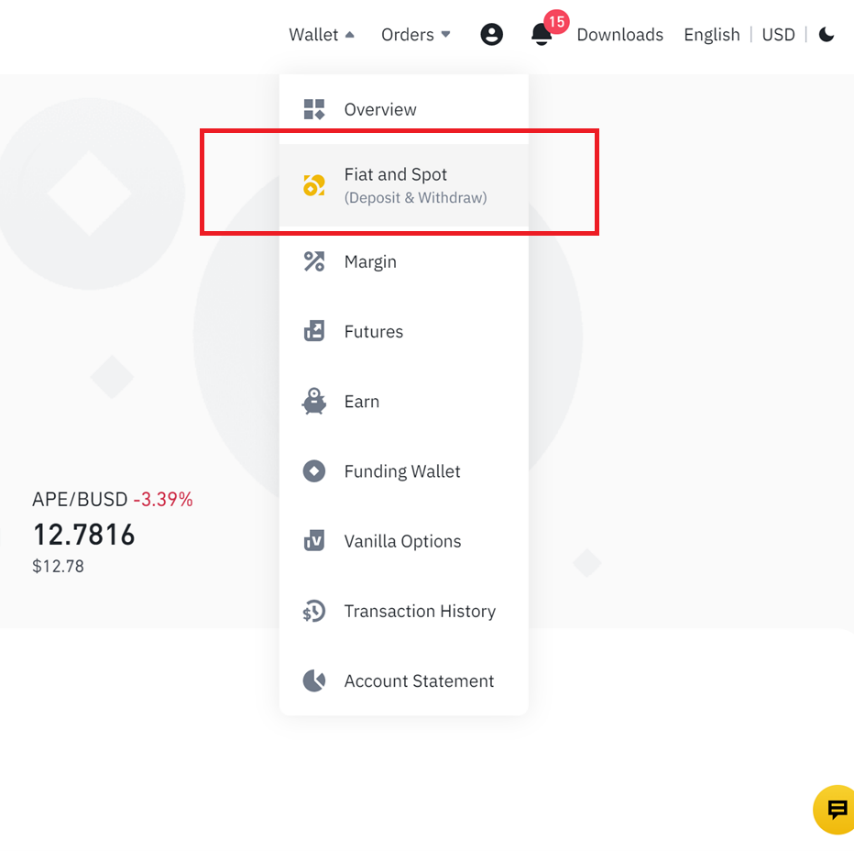 Wallet Orders 15 Downloads English | USD |
Overview
Fiat and Spot
(Deposit & Withdraw)
Margin
Futures
Earn
Funding Wallet
Vanilla Options
Transaction History
Account Statement
APE/BUSD -3.39%
12.7816
$12.78